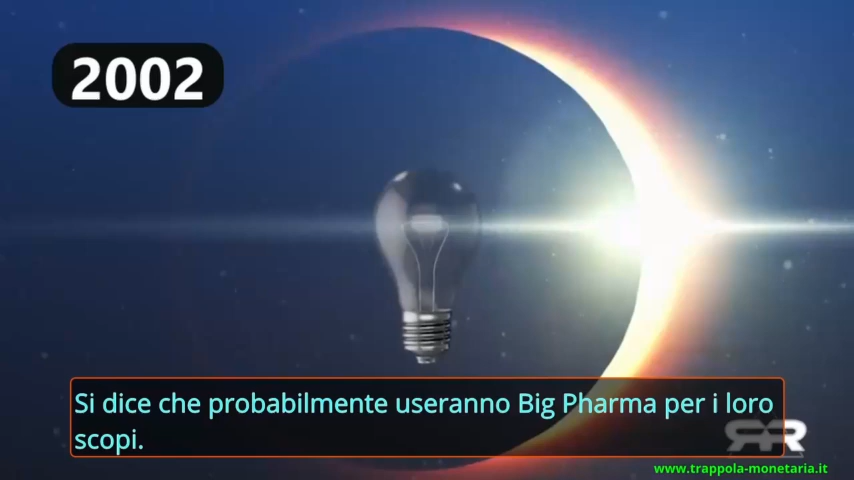 2002
Si dice che probabilmente useranno Big Pharma per i loro
scopi.
www.trappola-monetaria.it